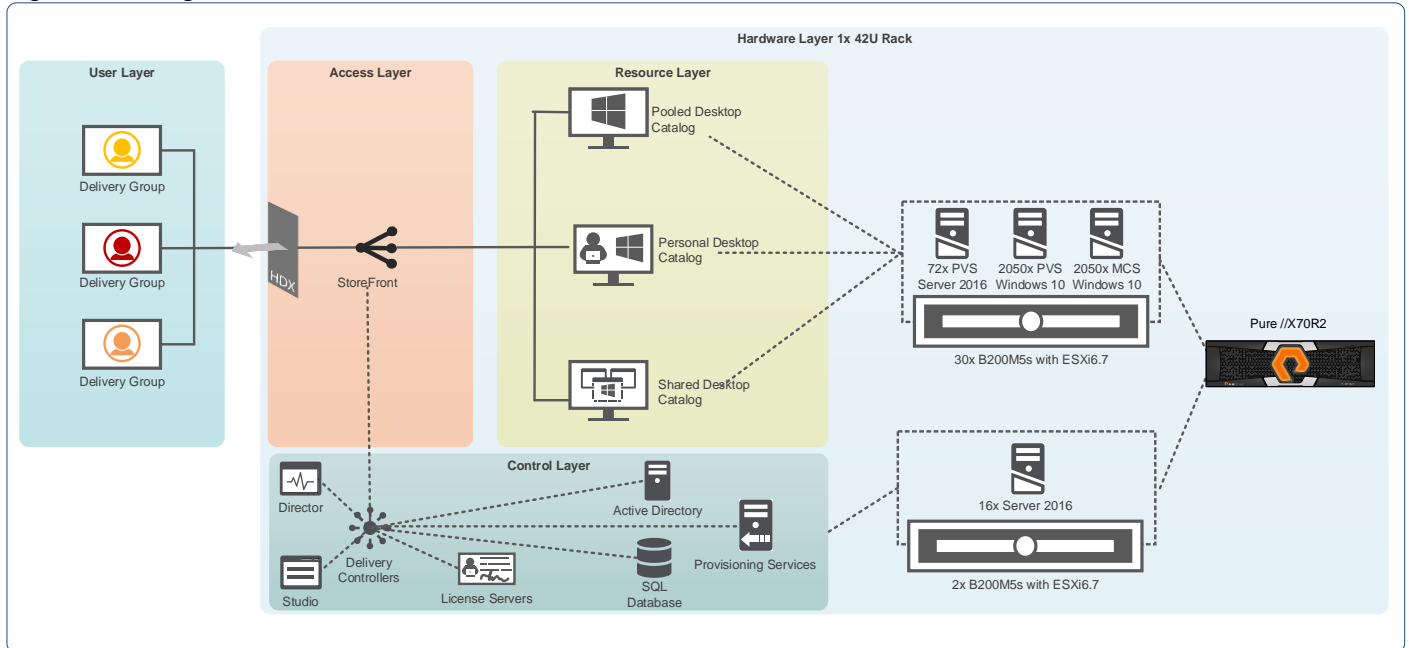 Hardware Layer 1x 42U Rack
User Layer
Access Layer
Resource Layer
Delivery Group
Delivery Group
Delivery Group
HDX
StoreFront
Pooled Desktop
Catalog
Personal Desktop
Catalog
Shared Desktop
Catalog
72x PVS
Server 2016
2050x PVS
Windows 10
2050x MCS
Windows 10
30x B200M5s with ESXi6.7
Pure //X70R2
Control Layer
Director
Studio
Delivery
Controllers
License Servers
Active Directory
SQL
Database
Provisioning Services
16x Server 2016
2x B200M5s with ESXi6.7